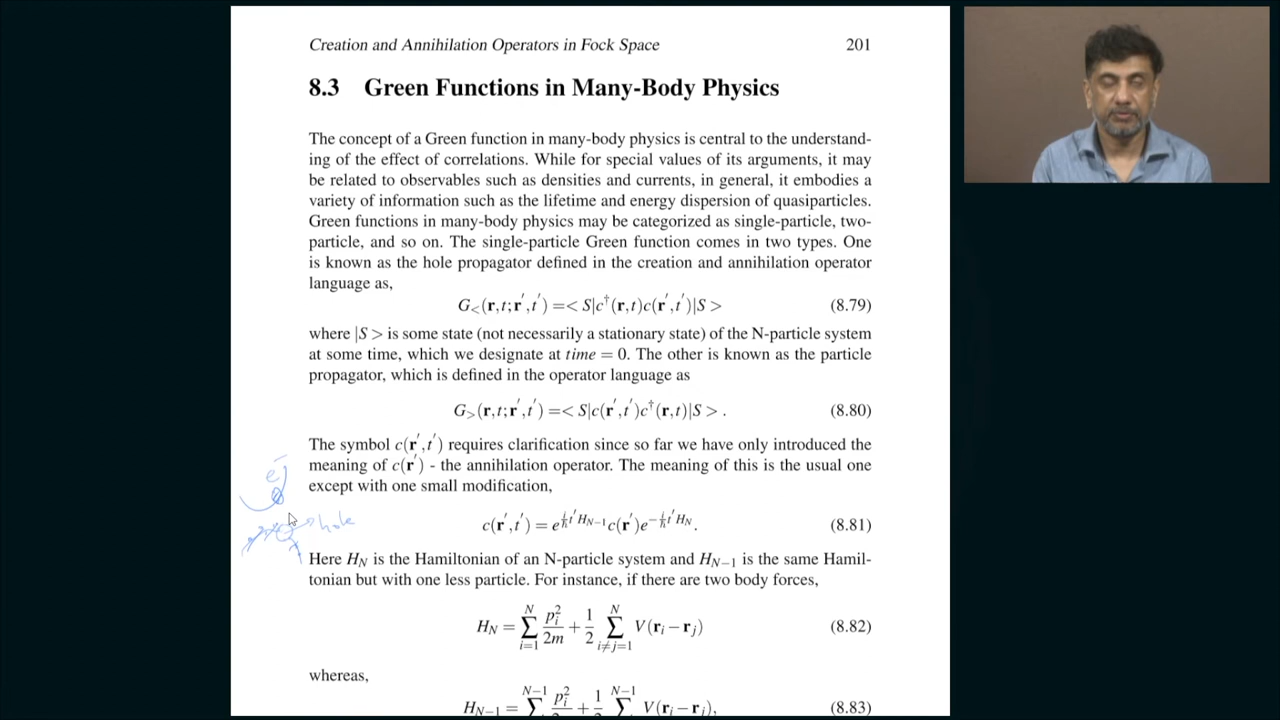 Creation and Annihilation Operators in Fock Space 201
8.3 Green Functions in Many-Body Physics
The concept of a Green function in many-body physics is central to the understand-
ing of the effect of correlations. While for special values of its arguments, it may
be related to observables such as densities and currents, in general, it embodies a
variety of information such as the lifetime and energy dispersion of quasiparticles.
Green functions in many-body physics may be categorized as single-particle, two-
particle, and so on. The single-particle Green function comes in two types. One
is known as the hole propagator defined in the creation and annihilation operator
language as,
G_<(r,t;r′,t′) =< S|c†(r,t)c(r′,t′)|S > (8.79)
where |S > is some state (not necessarily a stationary state) of the N-particle system
at some time, which we designate at time = 0. The other is known as the particle
propagator, which is defined in the operator language as
G_>(r,t;r′,t′) =< S|c(r′,t′)c†(r,t)|S > . (8.80)
The symbol c(r′,t′) requires clarification since so far we have only introduced the
meaning of c(r′) - the annihilation operator. The meaning of this is the usual one
except with one small modification,
e⁻
c(r′,t′) = e^{i/ħ t′H_{N−1}} c(r′) e^{−i/ħ t′H_N}. (8.81)
hole
Here H_N is the Hamiltonian of an N-particle system and H_{N−1} is the same Hamil-
tonian but with one less particle. For instance, if there are two body forces,
H_N = ∑_{i=1}^{N} p_i²/2m + 1/2 ∑_{i≠j=1}^{N} V(r_i − r_j) (8.82)
whereas,
H_{N−1} = ∑^{N−1} p_i² + 1 ∑^{N−1} V(r_i − r_j), (8.83)